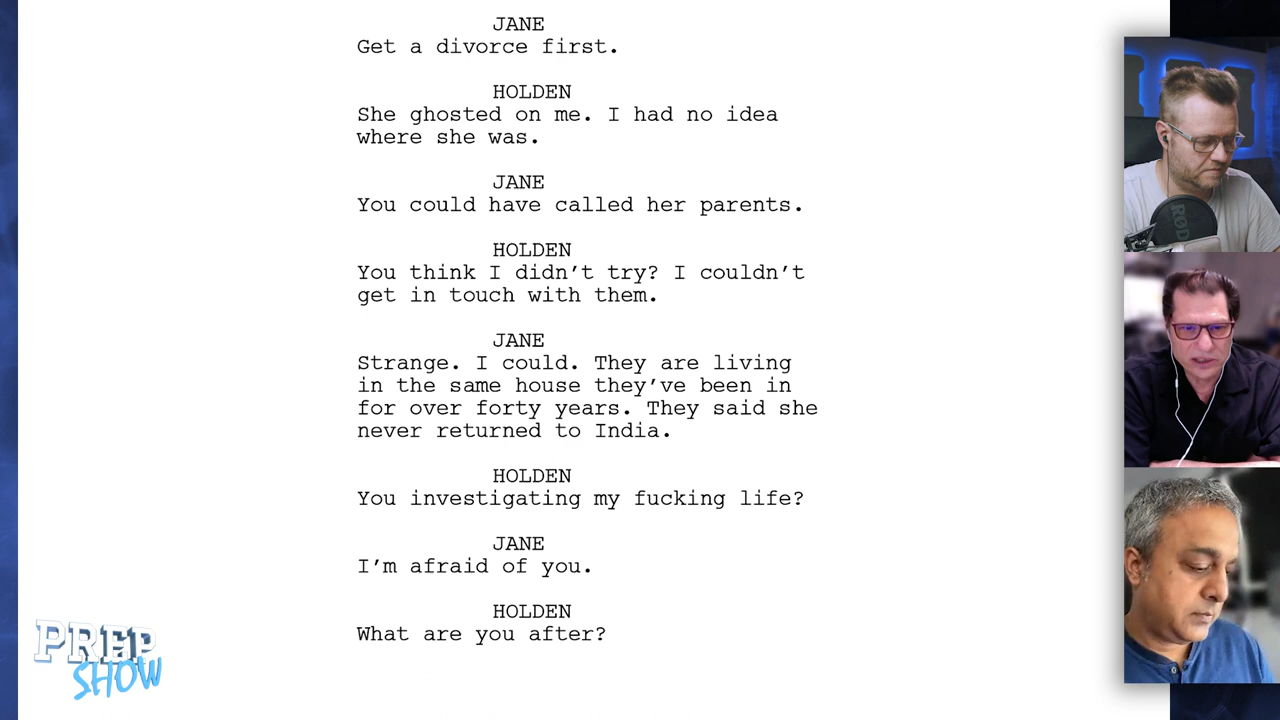 JANE
Get a divorce first.
HOLDEN
She ghosted on me. I had no idea
where she was.
JANE
You could have called her parents.
HOLDEN
You think I didn't try? I couldn't
get in touch with them.
JANE
Strange. I could. They are living
in the same house they've been in
for over forty years. They said she
never returned to India.
HOLDEN
You investigating my fucking life?
JANE
I'm afraid of you.
HOLDEN
What are you after?
PREP
SHOW
RØDE